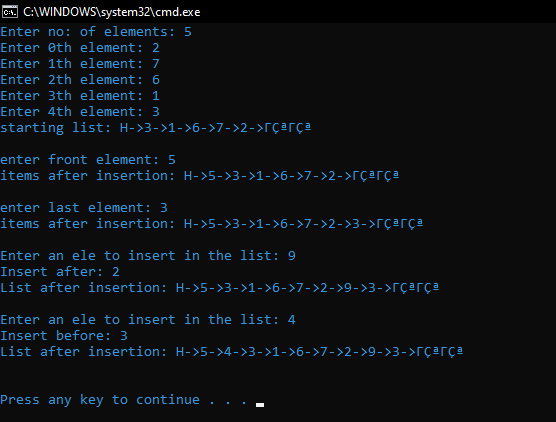 C:\WINDOWS\system32\cmd.exe
Enter no: of elements: 5
Enter 0th element: 2
Enter 1th element: 7
Enter 2th element: 6
Enter 3th element: 1
Enter 4th element: 3
starting list: H->3->1->6->7->2->ΓÇªΓÇª
enter front element: 5
items after insertion: H->5->3->1->6->7->2->ΓÇªΓÇª
enter last element: 3
items after insertion: H->5->3->1->6->7->2->3->ΓÇªΓÇª
Enter an ele to insert in the list: 9
Insert after: 2
List after insertion: H->5->3->1->6->7->2->9->3->ΓÇªΓÇª
Enter an ele to insert in the list: 4
Insert before: 3
List after insertion: H->5->4->3->1->6->7->2->9->3->ΓÇªΓÇª
Press any key to continue . . .